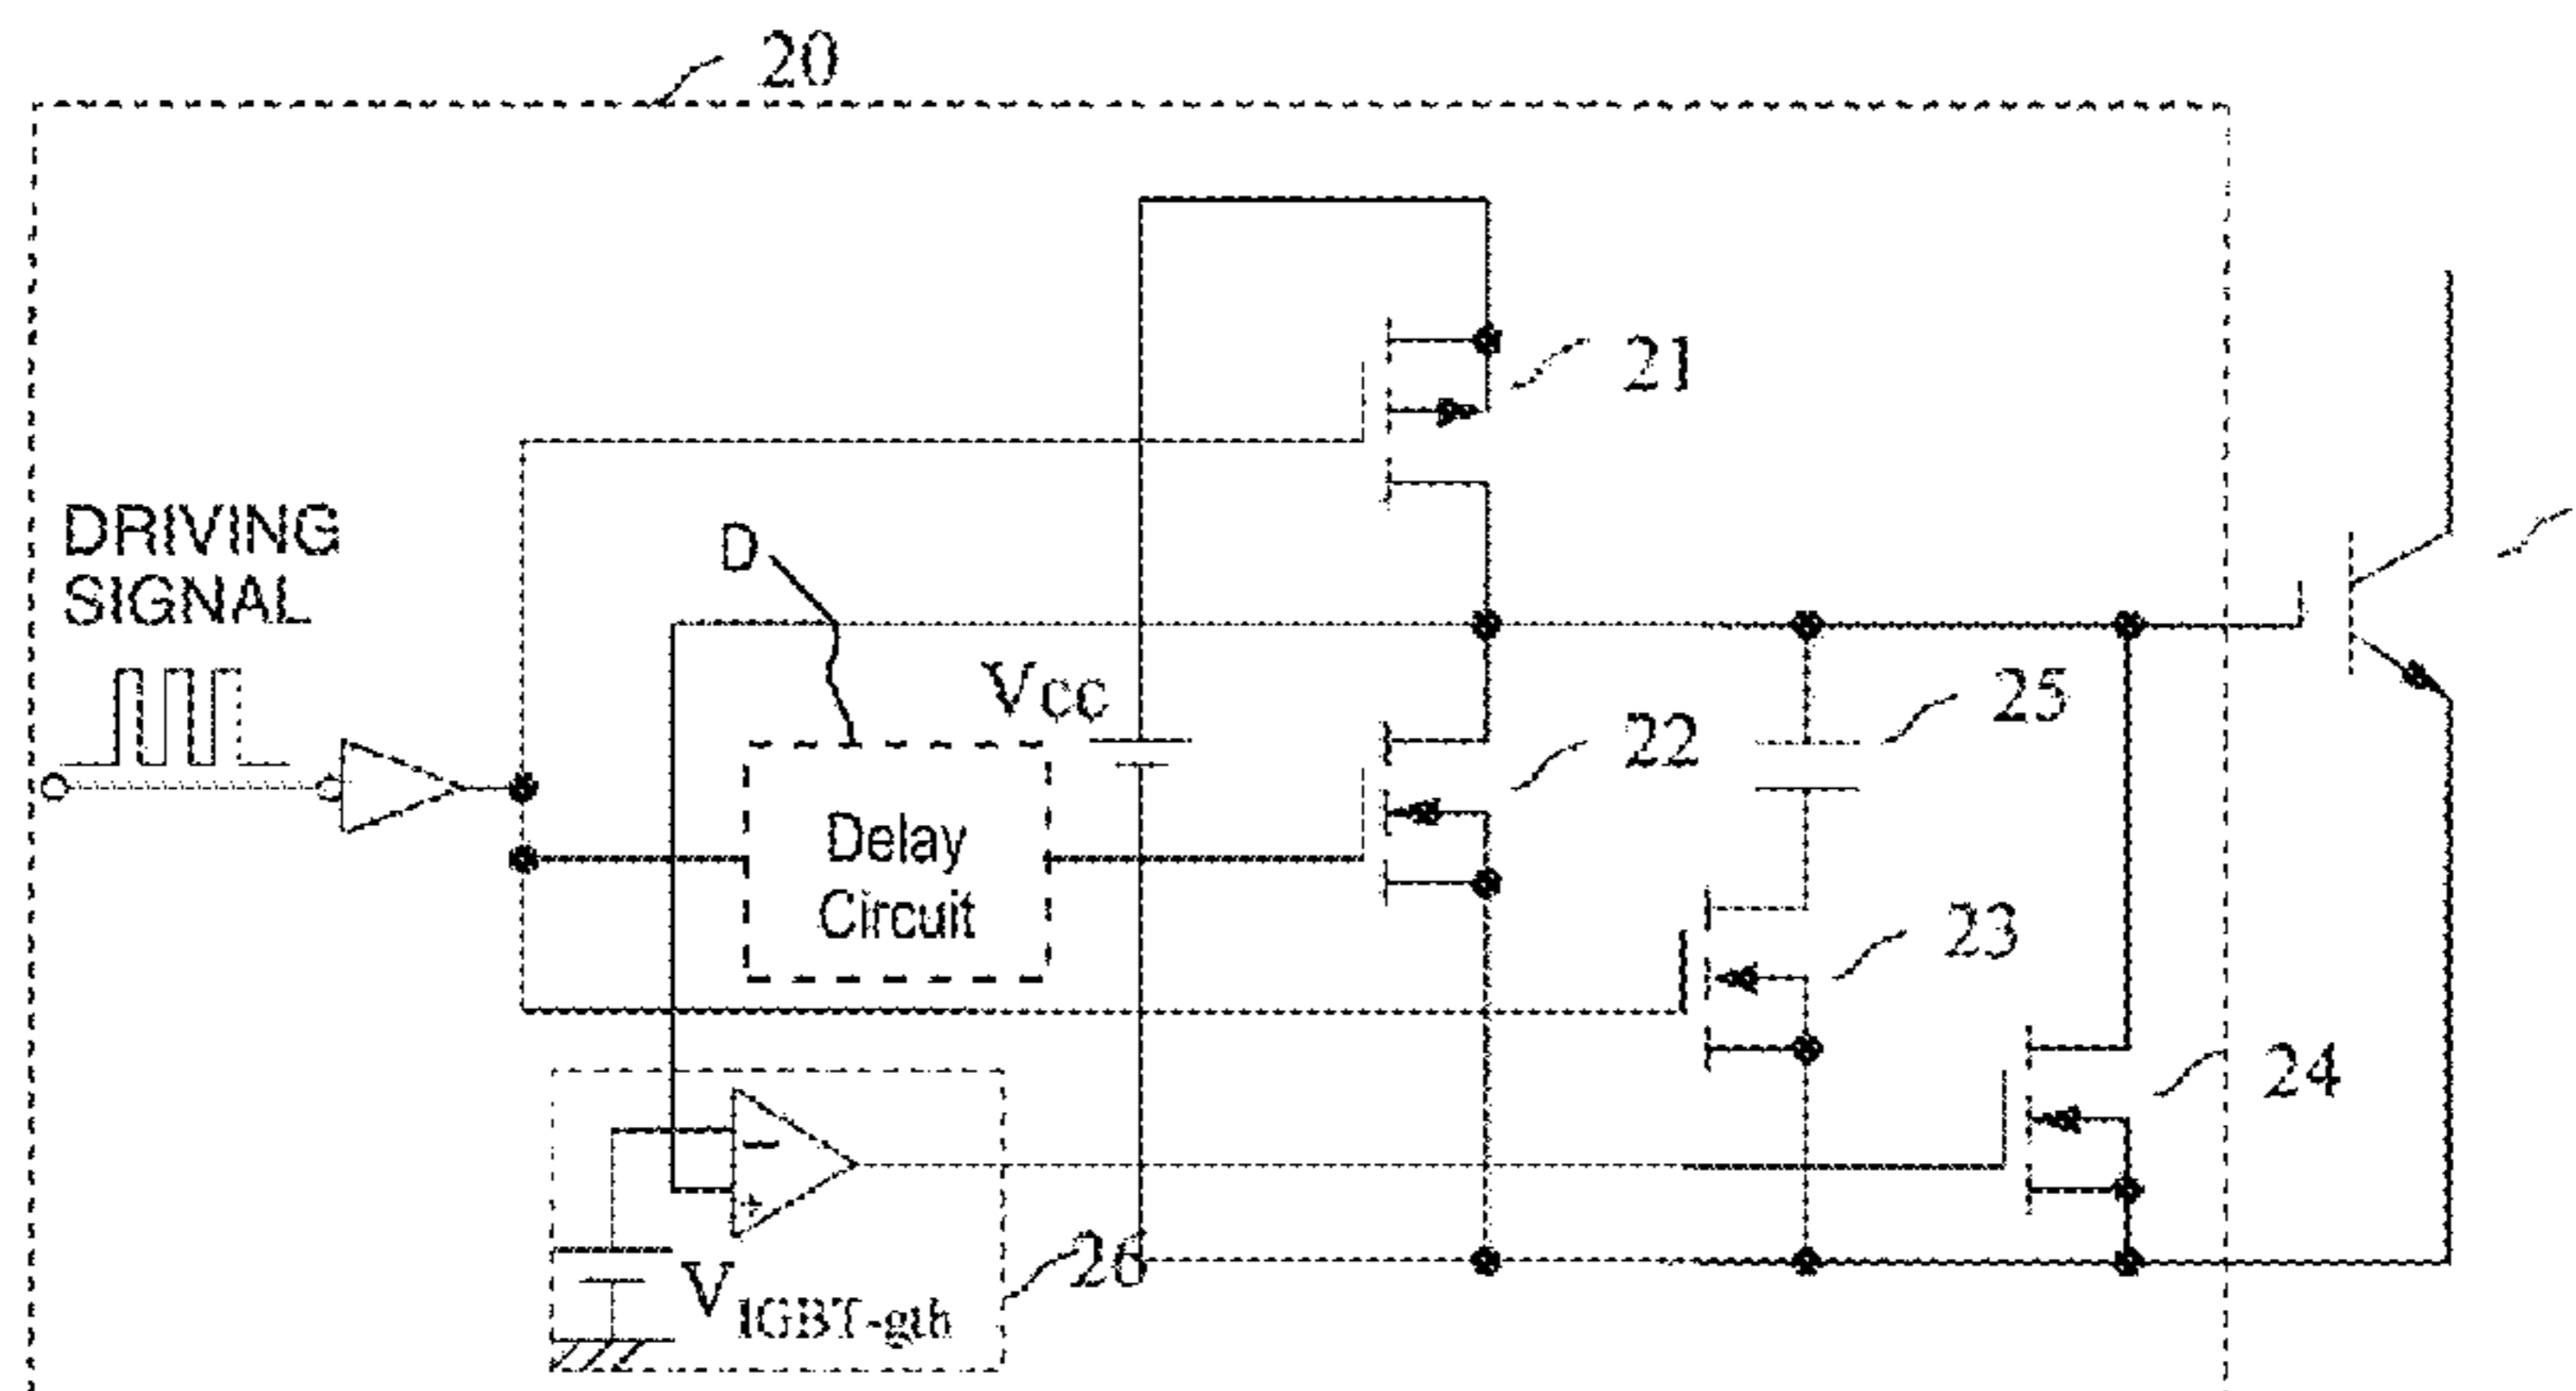 20
21
DRIVING
SIGNAL
D
Vcc
25
22
Delay
Circuit
23
24
−
+
26
VIGBT-gth